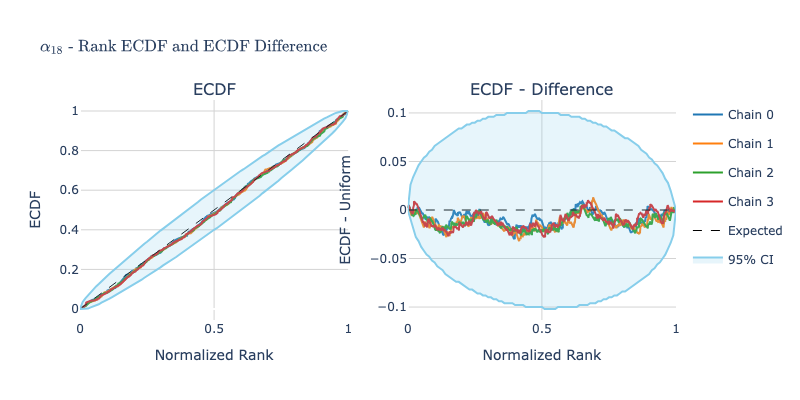 α18 - Rank ECDF and ECDF Difference
ECDF
ECDF - Difference
ECDF
1
0.8
0.6
0.4
0.2
0
0
0.5
1
Normalized Rank
ECDF - Uniform
0.1
0.05
0
−0.05
−0.1
0
0.5
1
Normalized Rank
Chain 0
Chain 1
Chain 2
Chain 3
Expected
95% CI